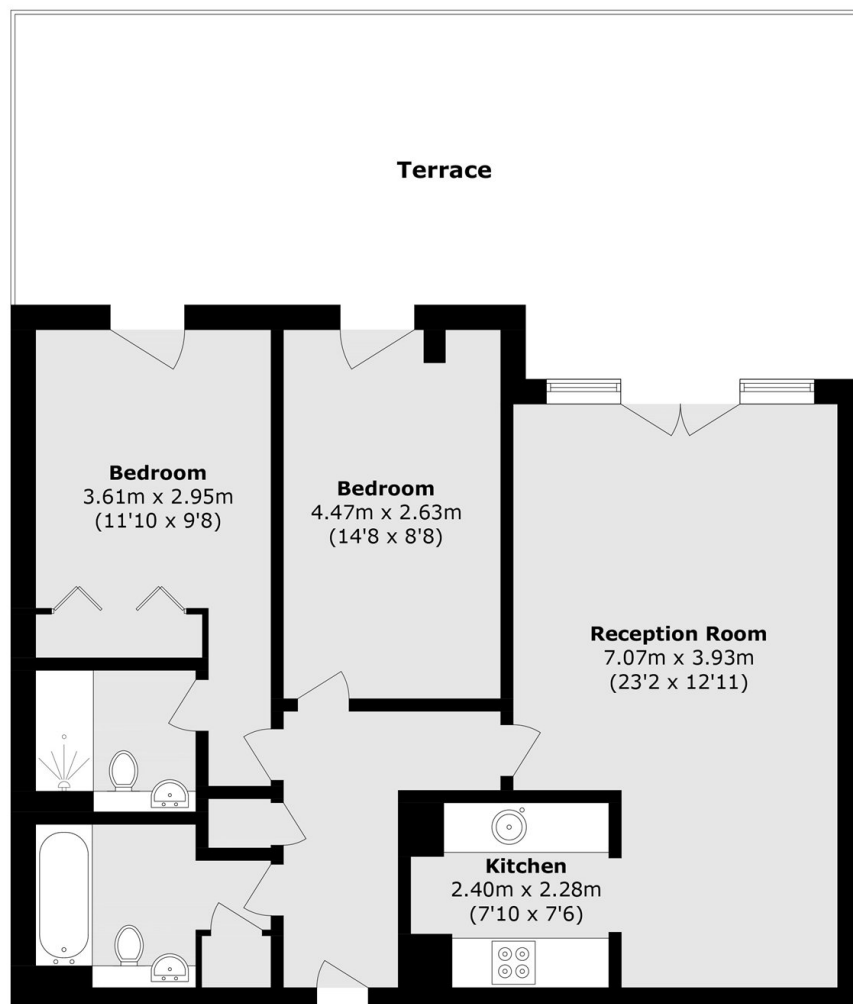 Terrace
Bedroom
3.61m x 2.95m
(11'10 x 9'8)
Bedroom
4.47m x 2.63m
(14'8 x 8'8)
Reception Room
7.07m x 3.93m
(23'2 x 12'11)
Kitchen
2.40m x 2.28m
(7'10 x 7'6)